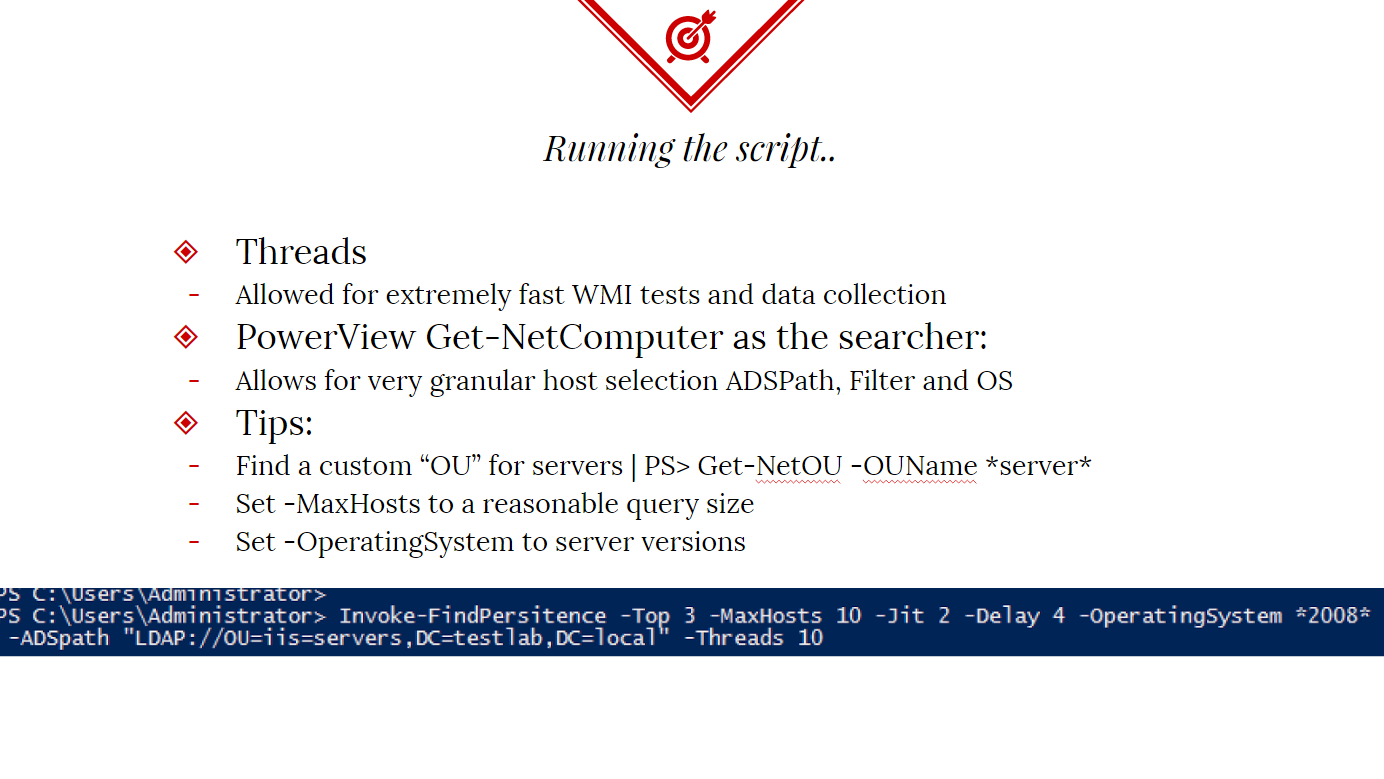 Running the script..
Threads
- Allowed for extremely fast WMI tests and data collection
PowerView Get-NetComputer as the searcher:
- Allows for very granular host selection ADSPath, Filter and OS
Tips:
- Find a custom “OU” for servers | PS> Get-NetOU -OUName *server*
- Set -MaxHosts to a reasonable query size
- Set -OperatingSystem to server versions
PS C:\Users\Administrator>
PS C:\Users\Administrator> Invoke-FindPersitence -Top 3 -MaxHosts 10 -Jit 2 -Delay 4 -OperatingSystem *2008*
-ADSpath "LDAP://OU=iis=servers,DC=testlab,DC=local" -Threads 10